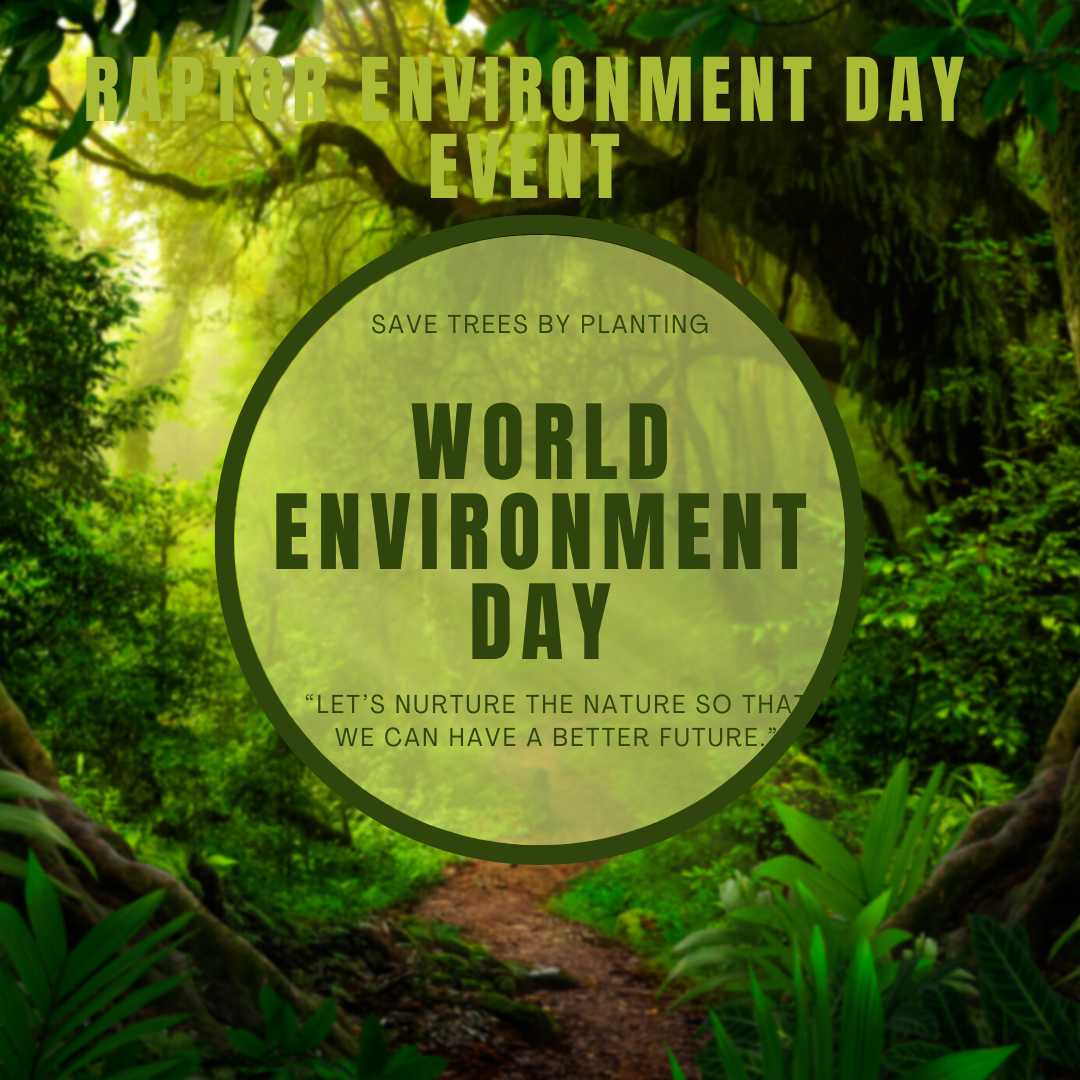 RAPTOR ENVIRONMENT DAY
EVENT
SAVE TREES BY PLANTING
WORLD
ENVIRONMENT
DAY
“LET’S NURTURE THE NATURE SO THAT
WE CAN HAVE A BETTER FUTURE.”